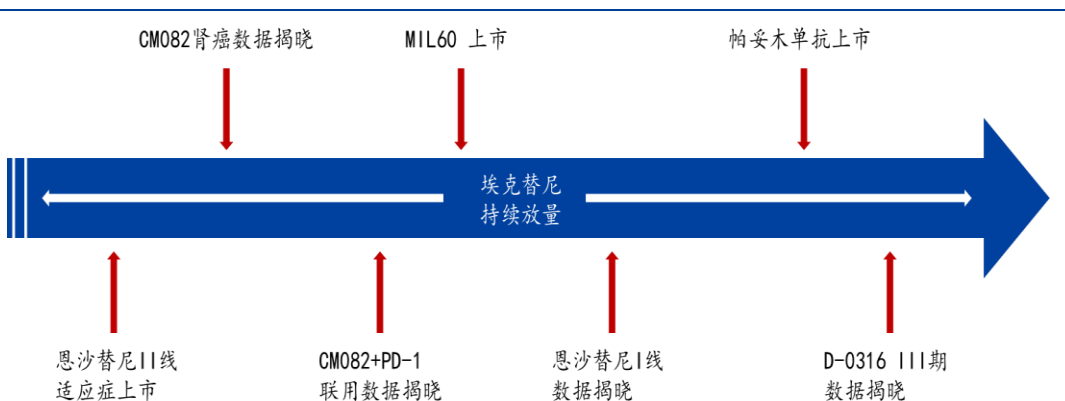 CM082肾癌数据揭晓
MIL60 上市
帕妥木单抗上市
埃克替尼
持续放量
恩沙替尼II线
适应症上市
CM082+PD-1
联用数据揭晓
恩沙替尼I线
数据揭晓
D-0316 III期
数据揭晓